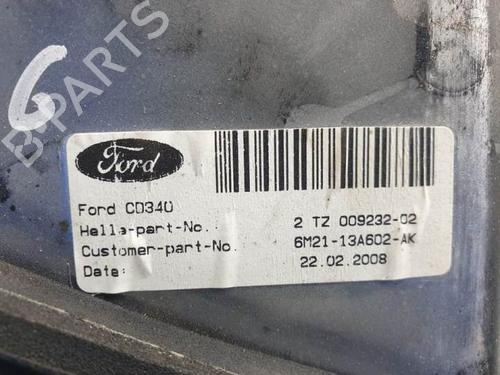 6
B-PARTS
Ford
Ford CD340
Hella-part-No.: 2 TZ 009232-02
Customer-part-No. 6M21-13A602-AK
Date: 22.02.2008